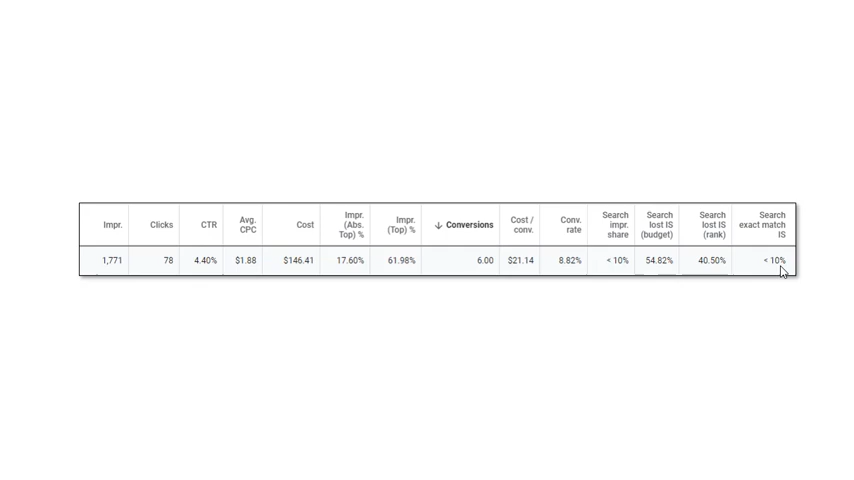 Impr. Clicks CTR Avg. CPC Cost Impr. (Abs. Top) % Impr. (Top) % ↓ Conversions Cost / conv. Conv. rate Search impr. share Search lost IS (budget) Search lost IS (rank) Search exact match IS
1,771 78 4.40% $1.88 $146.41 17.60% 61.98% 6.00 $21.14 8.82% < 10% 54.82% 40.50% < 10%